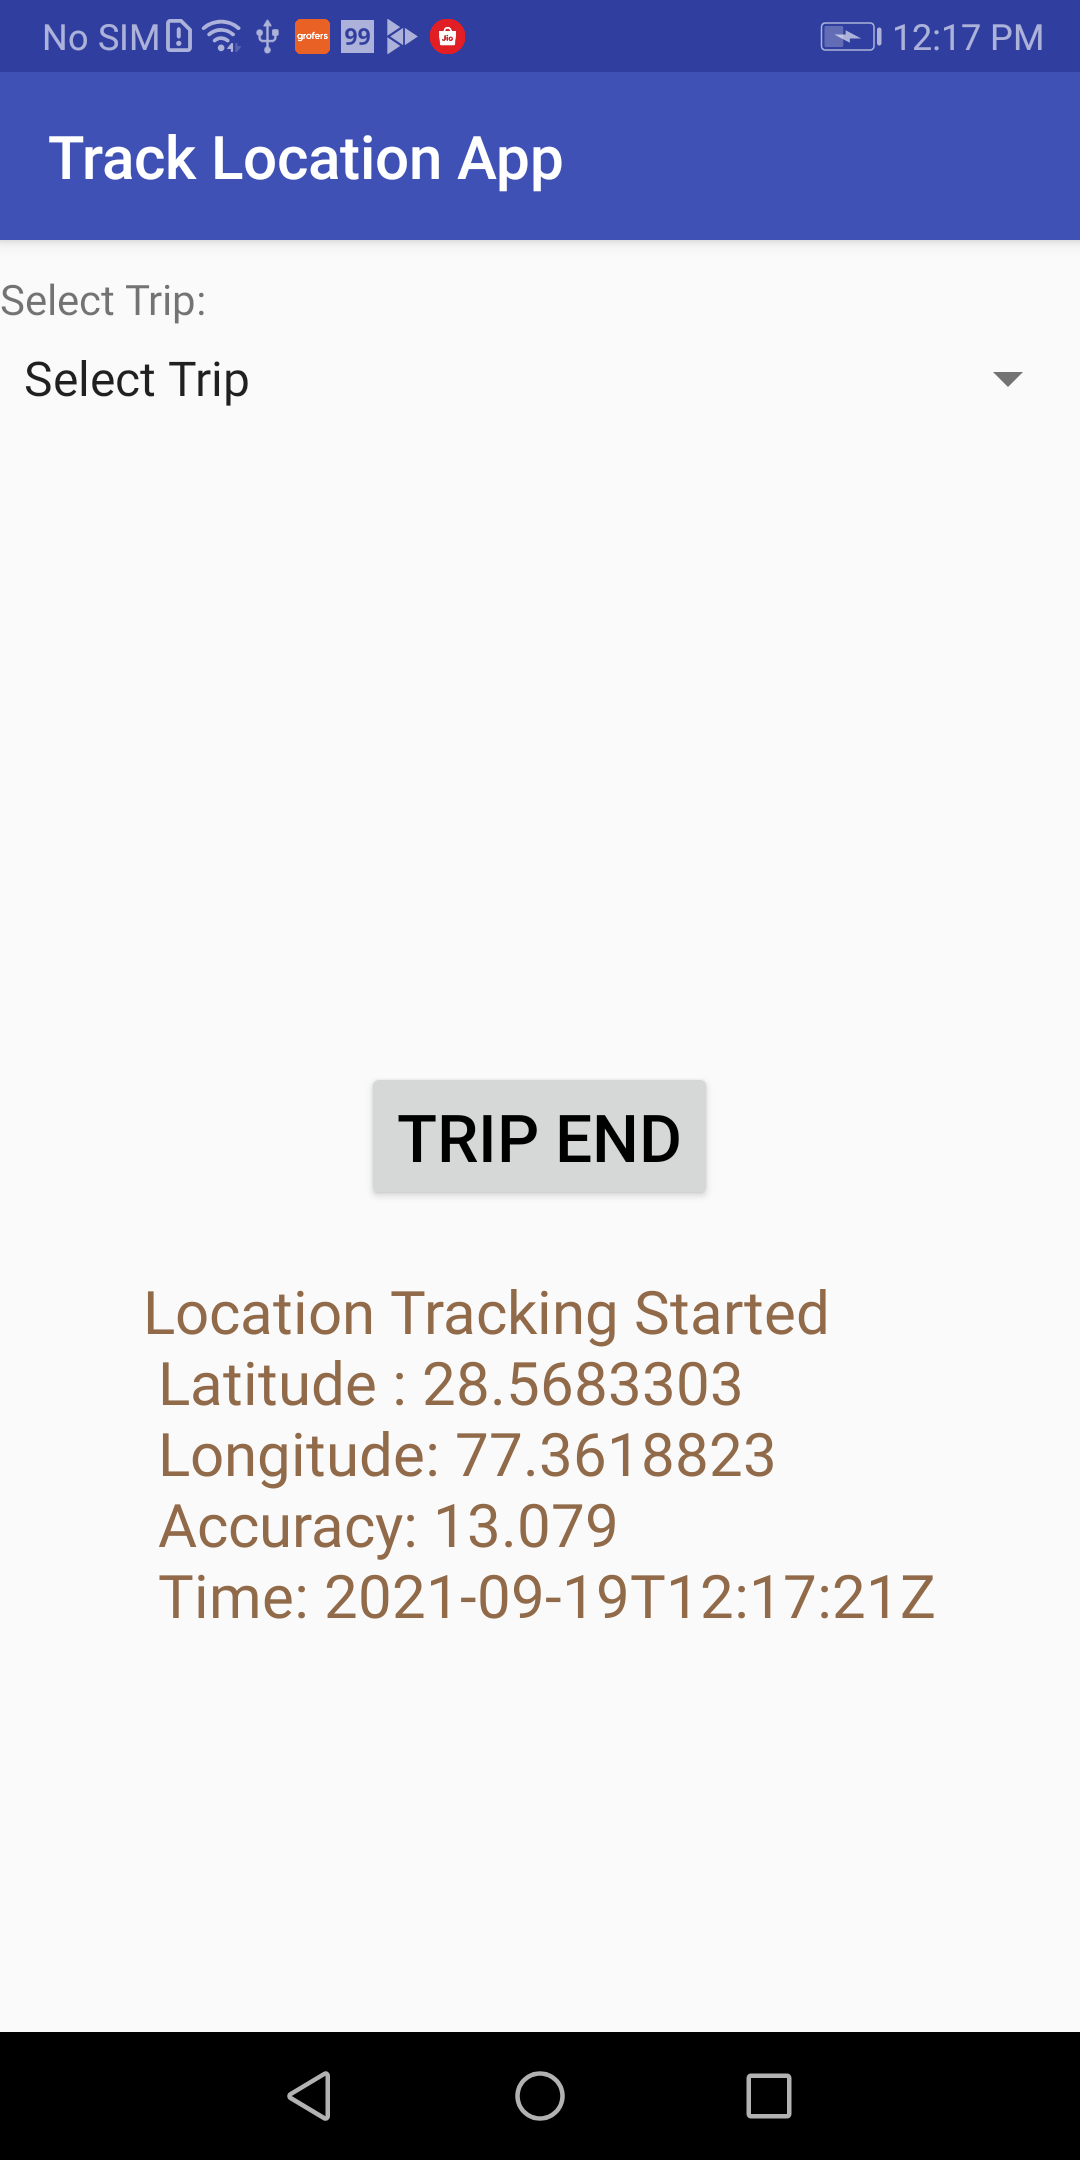 No SIM grofers 99 Jio 12:17 PM
Track Location App
Select Trip:
Select Trip
TRIP END
Location Tracking Started
Latitude : 28.5683303
Longitude: 77.3618823
Accuracy: 13.079
Time: 2021-09-19T12:17:21Z